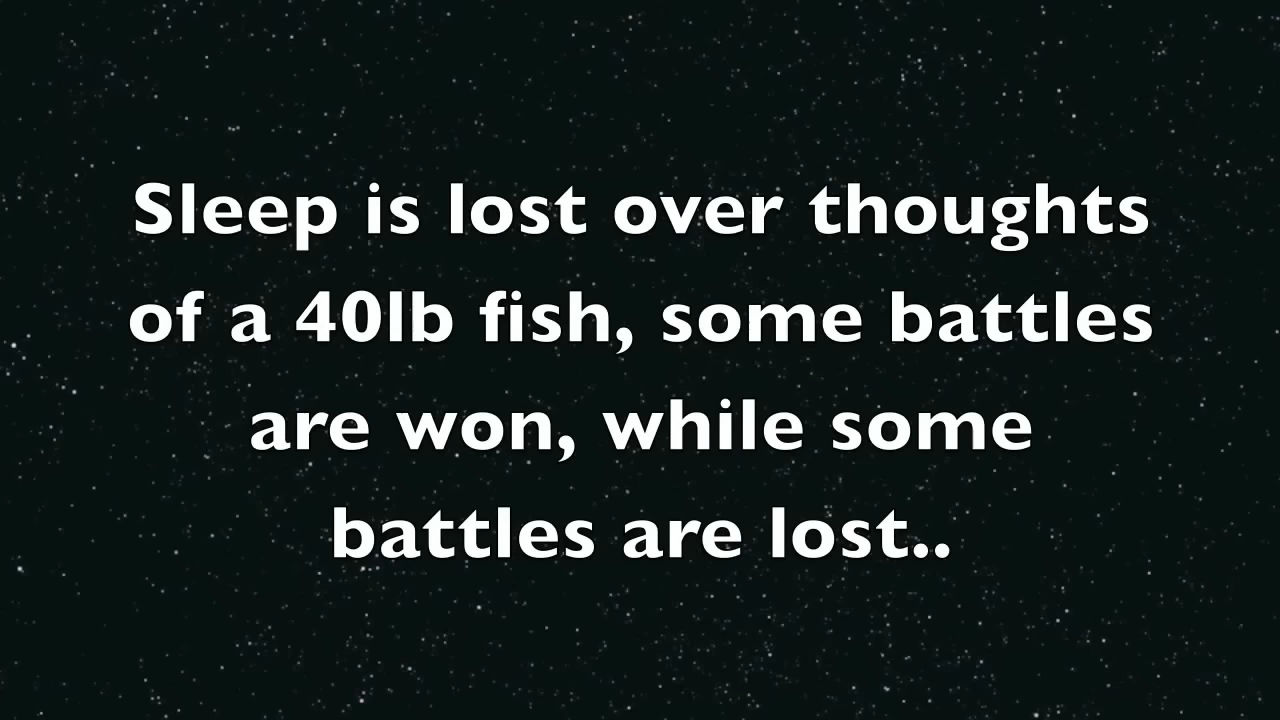 Sleep is lost over thoughts
of a 40lb fish, some battles
are won, while some
battles are lost..